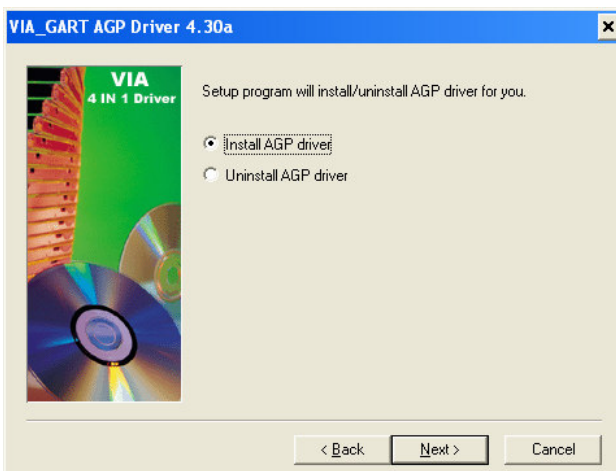 VIA_GART AGP Driver 4.30a
VIA
4 IN 1 Driver
Setup program will install/uninstall AGP driver for you.
Install AGP driver
Uninstall AGP driver
< Back
Next >
Cancel